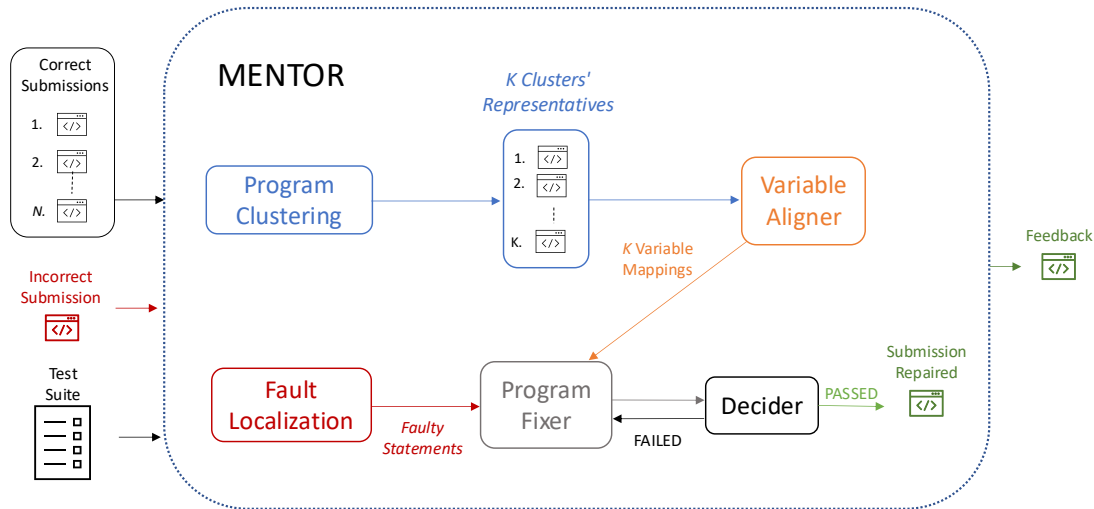 Correct
Submissions
1.
2.
N.
Incorrect
Submission
Test
Suite
MENTOR
K Clusters'
Representatives
1.
2.
K.
Program
Clustering
Variable
Aligner
K Variable
Mappings
Fault
Localization
Faulty
Statements
Program
Fixer
FAILED
Decider
PASSED
Submission
Repaired
</> 
Feedback
</>